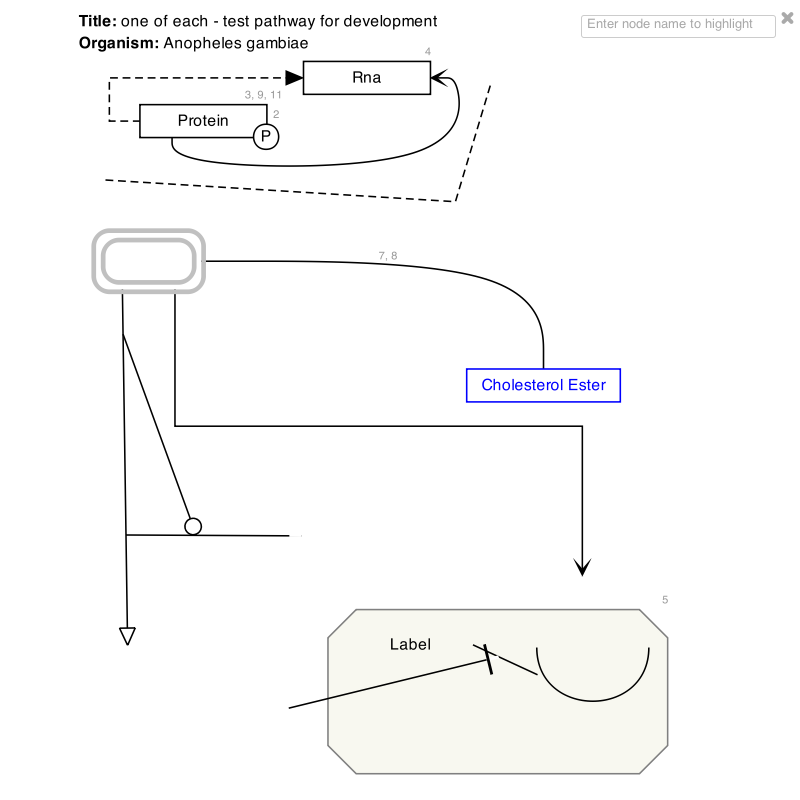 Title: one of each - test pathway for development
Enter node name to highlight
Organism: Anopheles gambiae
4
Rna
3, 9, 11
2
Protein
P
7, 8
Cholesterol Ester
5
Label